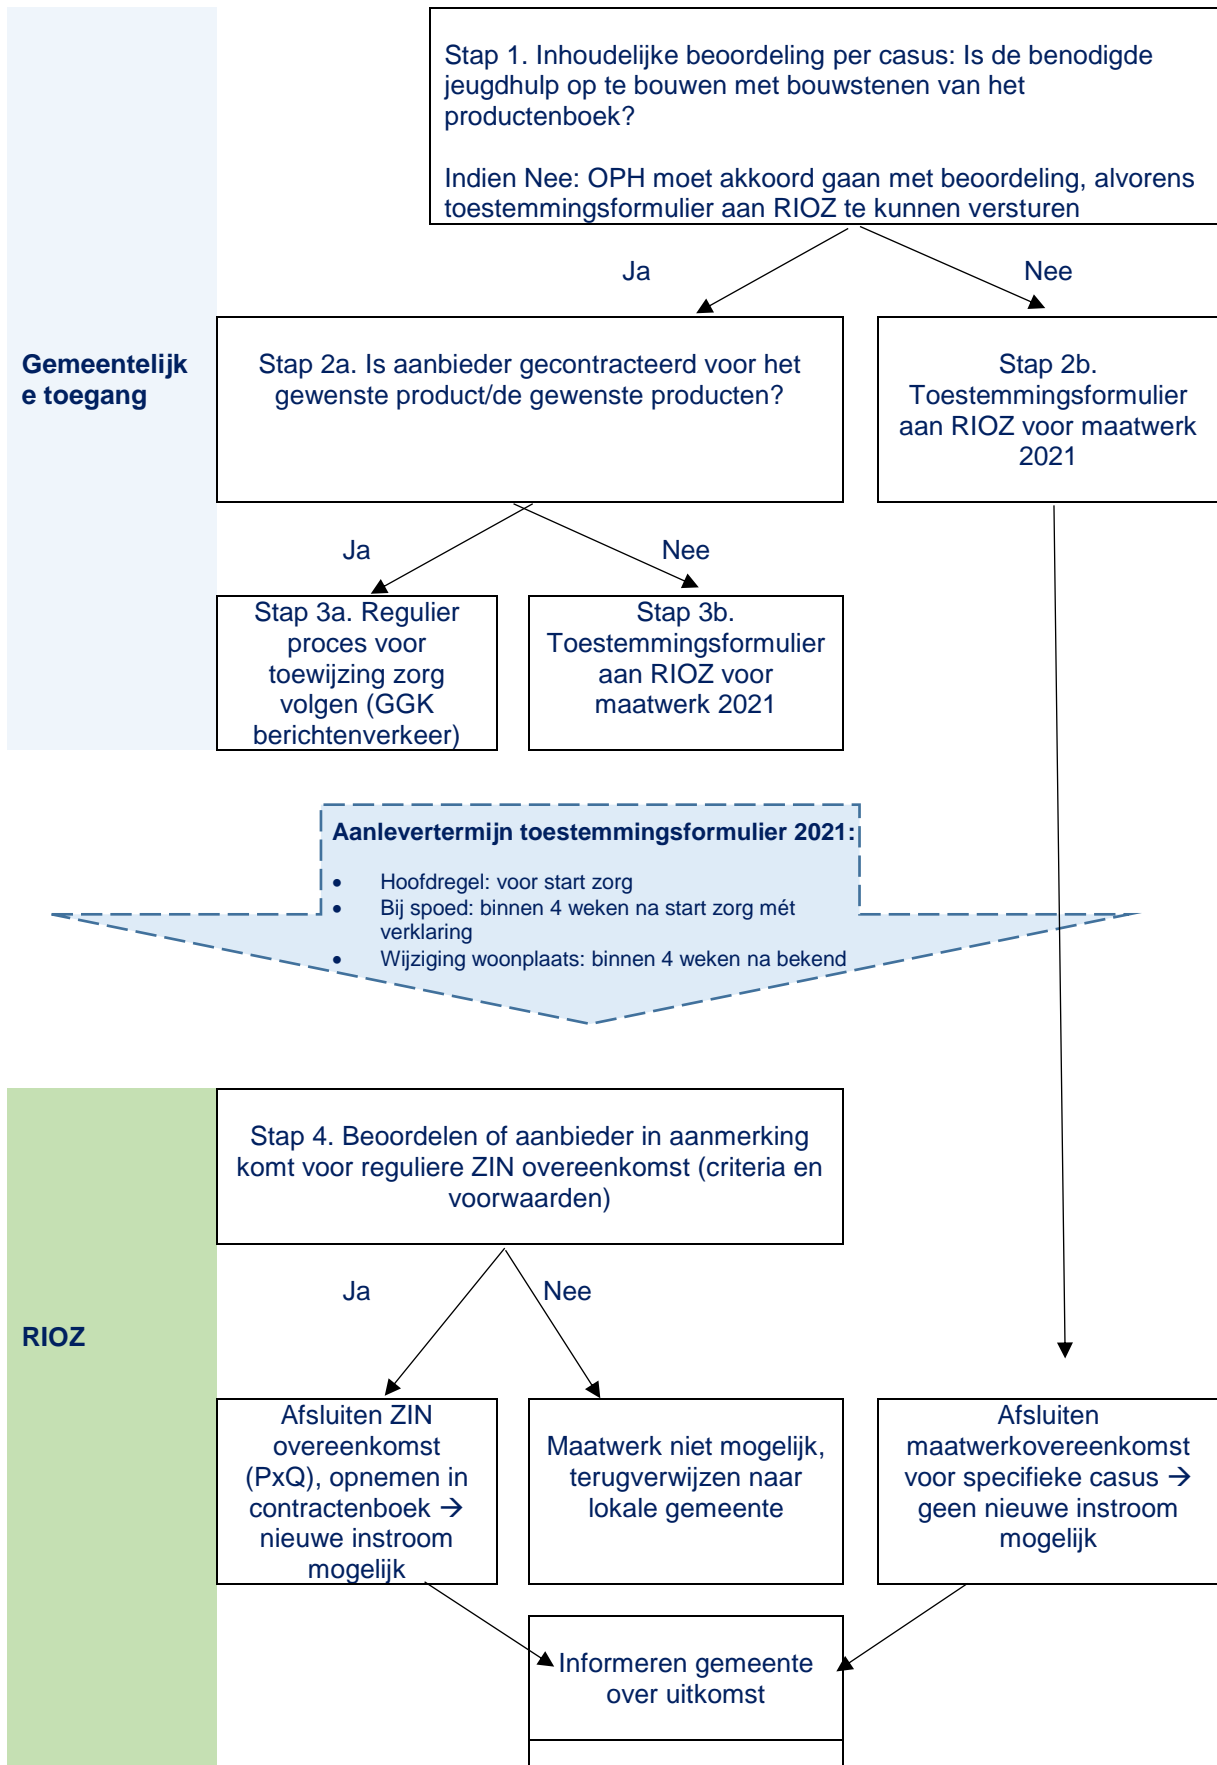 Stap 1. Inhoudelijke beoordeling per casus: Is de benodigde
jeugdhulp op te bouwen met bouwstenen van het
productenboek?
Indien Nee: OPH moet akkoord gaan met beoordeling, alvorens
toestemmingsformulier aan RIOZ te kunnen versturen
Ja
Nee
Gemeentelijk
e toegang
Stap 2a. Is aanbieder gecontracteerd voor het
gewenste product/de gewenste producten?
Stap 2b.
Toestemmingsformulier
aan RIOZ voor maatwerk
2021
Ja
Nee
Stap 3a. Regulier
proces voor
toewijzing zorg
volgen (GGK
berichtenverkeer)
Stap 3b.
Toestemmingsformulier
aan RIOZ voor
maatwerk 2021
Aanlevertermijn toestemmingsformulier 2021:
• Hoofdregel: voor start zorg
• Bij spoed: binnen 4 weken na start zorg mét
verklaring
• Wijziging woonplaats: binnen 4 weken na bekend
Stap 4. Beoordelen of aanbieder in aanmerking
komt voor reguliere ZIN overeenkomst (criteria en
voorwaarden)
Ja
Nee
RIOZ
Afsluiten ZIN
overeenkomst
(PxQ), opnemen in
contractenboek →
nieuwe instroom
mogelijk
Maatwerk niet mogelijk,
terugverwijzen naar
lokale gemeente
Afsluiten
maatwerkovereenkomst
voor specifieke casus →
geen nieuwe instroom
mogelijk
Informeren gemeente
over uitkomst